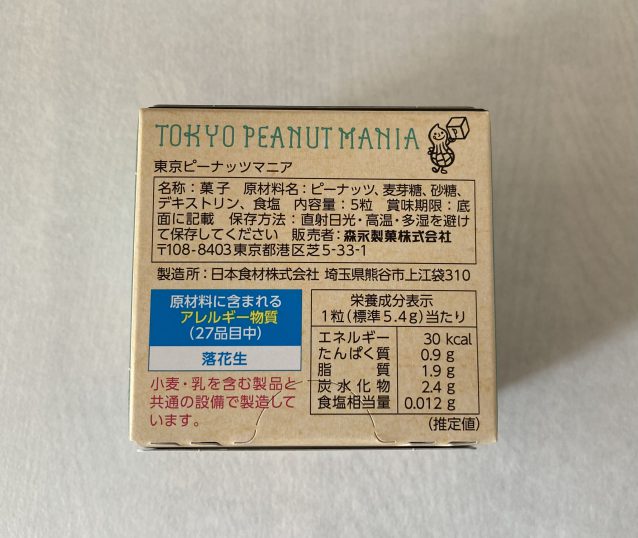 TOKYO PEANUT MANIA
東京ピーナッツマニア
名称：菓子 原材料名：ピーナッツ、麦芽糖、砂糖、
デキストリン、食塩 内容量：5粒 賞味期限：底
面に記載 保存方法：直射日光・高温・多湿を避け
て保存してください 販売者：森永製菓株式会社
〒108-8403東京都港区芝5-33-1
製造所：日本食材株式会社 埼玉県熊谷市上江袋310
原材料に含まれる
アレルギー物質
(27品目中)
落花生
小麦・乳を含む製品と
共通の設備で製造して
います。
栄養成分表示
1粒(標準5.4g)当たり
エネルギー 30 kcal
たんぱく質 0.9 g
脂質 1.9 g
炭水化物 2.4 g
食塩相当量 0.012 g
(推定値)